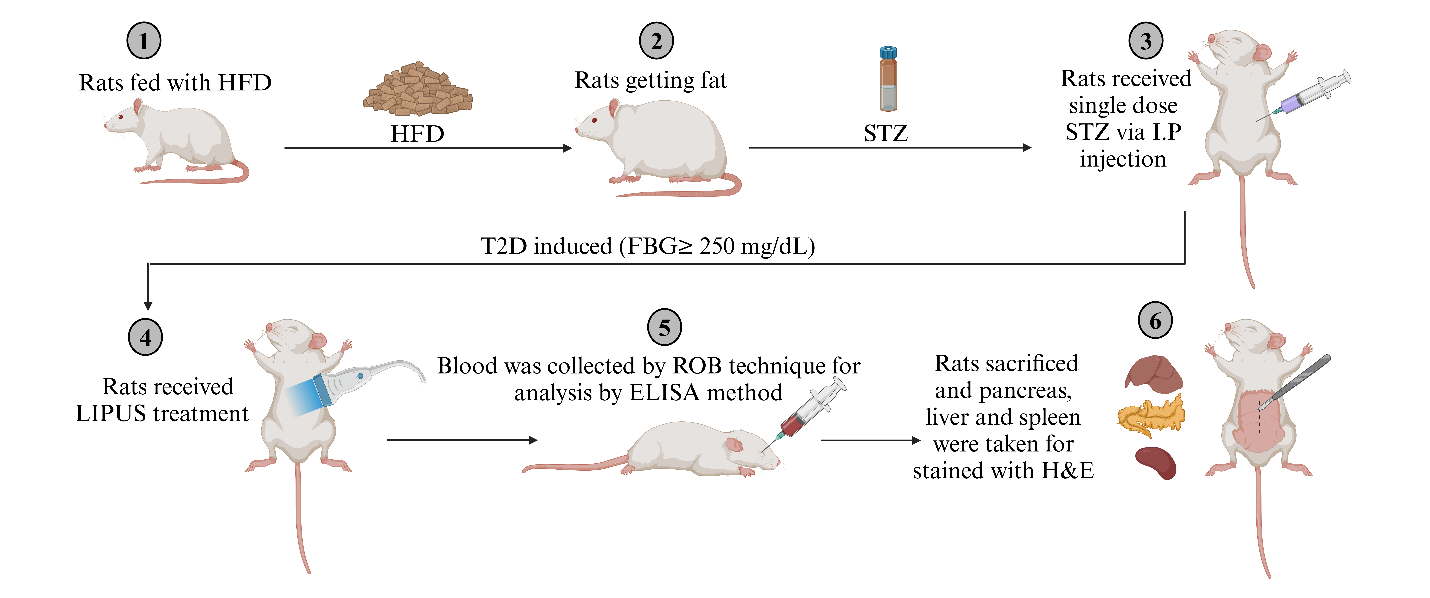 1
Rats fed with HFD
HFD
2
Rats getting fat
STZ
3
Rats received
single dose
STZ via I.P
injection
T2D induced (FBG≥ 250 mg/dL)
4
Rats received
LIPUS treatment
5
Blood was collected by ROB technique for
analysis by ELISA method
6
Rats sacrificed
and pancreas,
liver and spleen
were taken for
stained with H&E